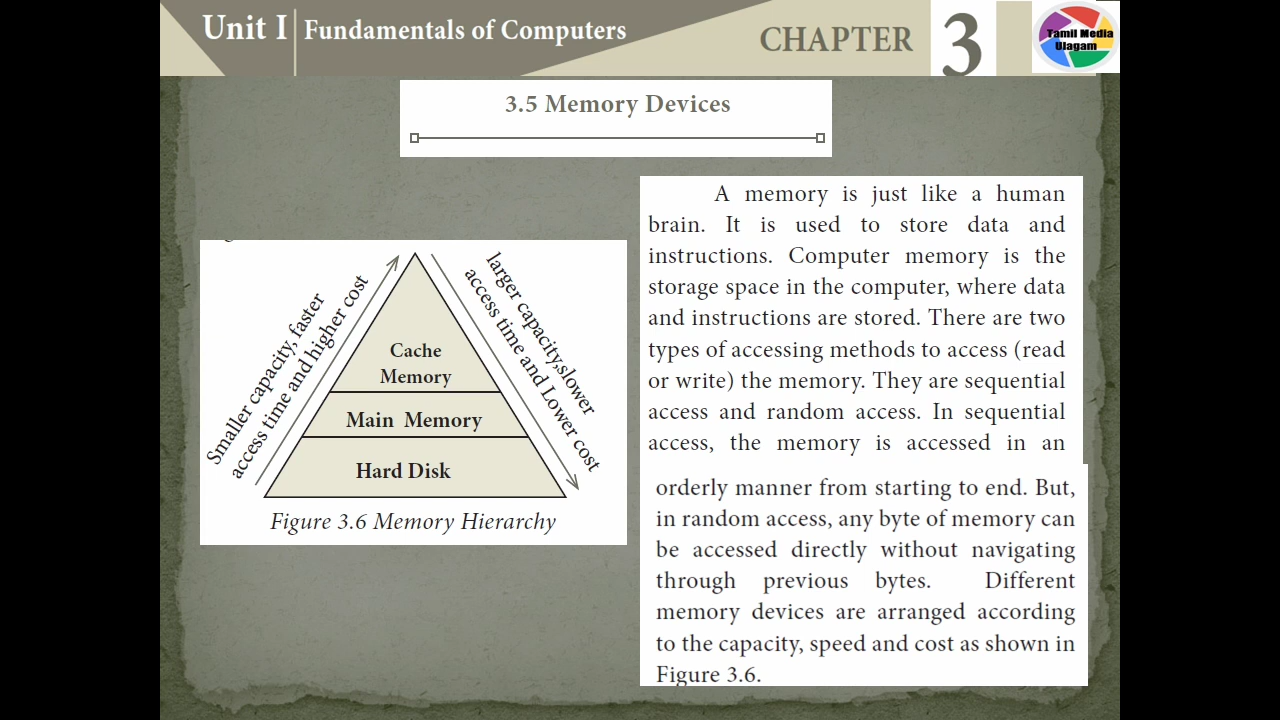 Unit I
Fundamentals of Computers
CHAPTER 3
Tamil Media
Ulagam
3.5 Memory Devices
Smaller capacity, faster
access time and higher cost
larger capacity,slower
access time and Lower cost
Cache
Memory
Main Memory
Hard Disk
Figure 3.6 Memory Hierarchy
A memory is just like a human
brain. It is used to store data and
instructions. Computer memory is the
storage space in the computer, where data
and instructions are stored. There are two
types of accessing methods to access (read
or write) the memory. They are sequential
access and random access. In sequential
access, the memory is accessed in an
orderly manner from starting to end. But,
in random access, any byte of memory can
be accessed directly without navigating
through previous bytes. Different
memory devices are arranged according
to the capacity, speed and cost as shown in
Figure 3.6.